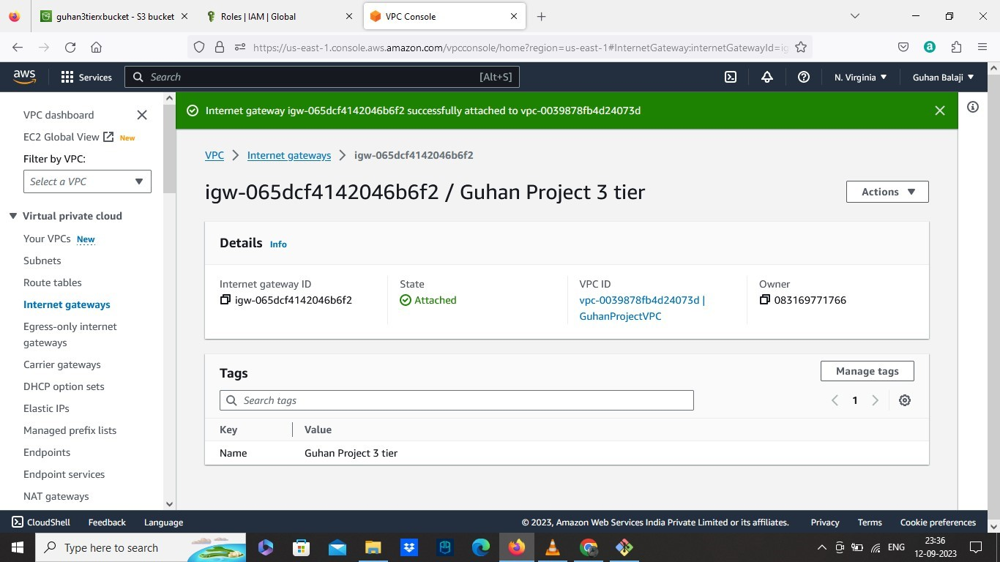 guhan3tierxbucket - S3 bucket
Roles | IAM | Global
VPC Console
https://us-east-1.console.aws.amazon.com/vpcconsole/home?region=us-east-1#InternetGateway:internetGatewayId=ig
aws
Services
Search
[Alt+S]
N. Virginia
Guhan Balaji
VPC dashboard
EC2 Global View New
Filter by VPC:
Select a VPC
Virtual private cloud
Your VPCs New
Subnets
Route tables
Internet gateways
Egress-only internet
gateways
Carrier gateways
DHCP option sets
Elastic IPs
Managed prefix lists
Endpoints
Endpoint services
NAT gateways
Internet gateway igw-065dcf4142046b6f2 successfully attached to vpc-0039878fb4d24073d
VPC
Internet gateways
igw-065dcf4142046b6f2
igw-065dcf4142046b6f2 / Guhan Project 3 tier
Actions
Details Info
Internet gateway ID
igw-065dcf4142046b6f2
State
Attached
VPC ID
vpc-0039878fb4d24073d |
GuhanProjectVPC
Owner
083169771766
Tags
Manage tags
Search tags
1
Key
Value
Name
Guhan Project 3 tier
CloudShell
Feedback
Language
© 2023, Amazon Web Services India Private Limited or its affiliates.
Privacy
Terms
Cookie preferences
Type here to search
ENG
23:36
12-09-2023